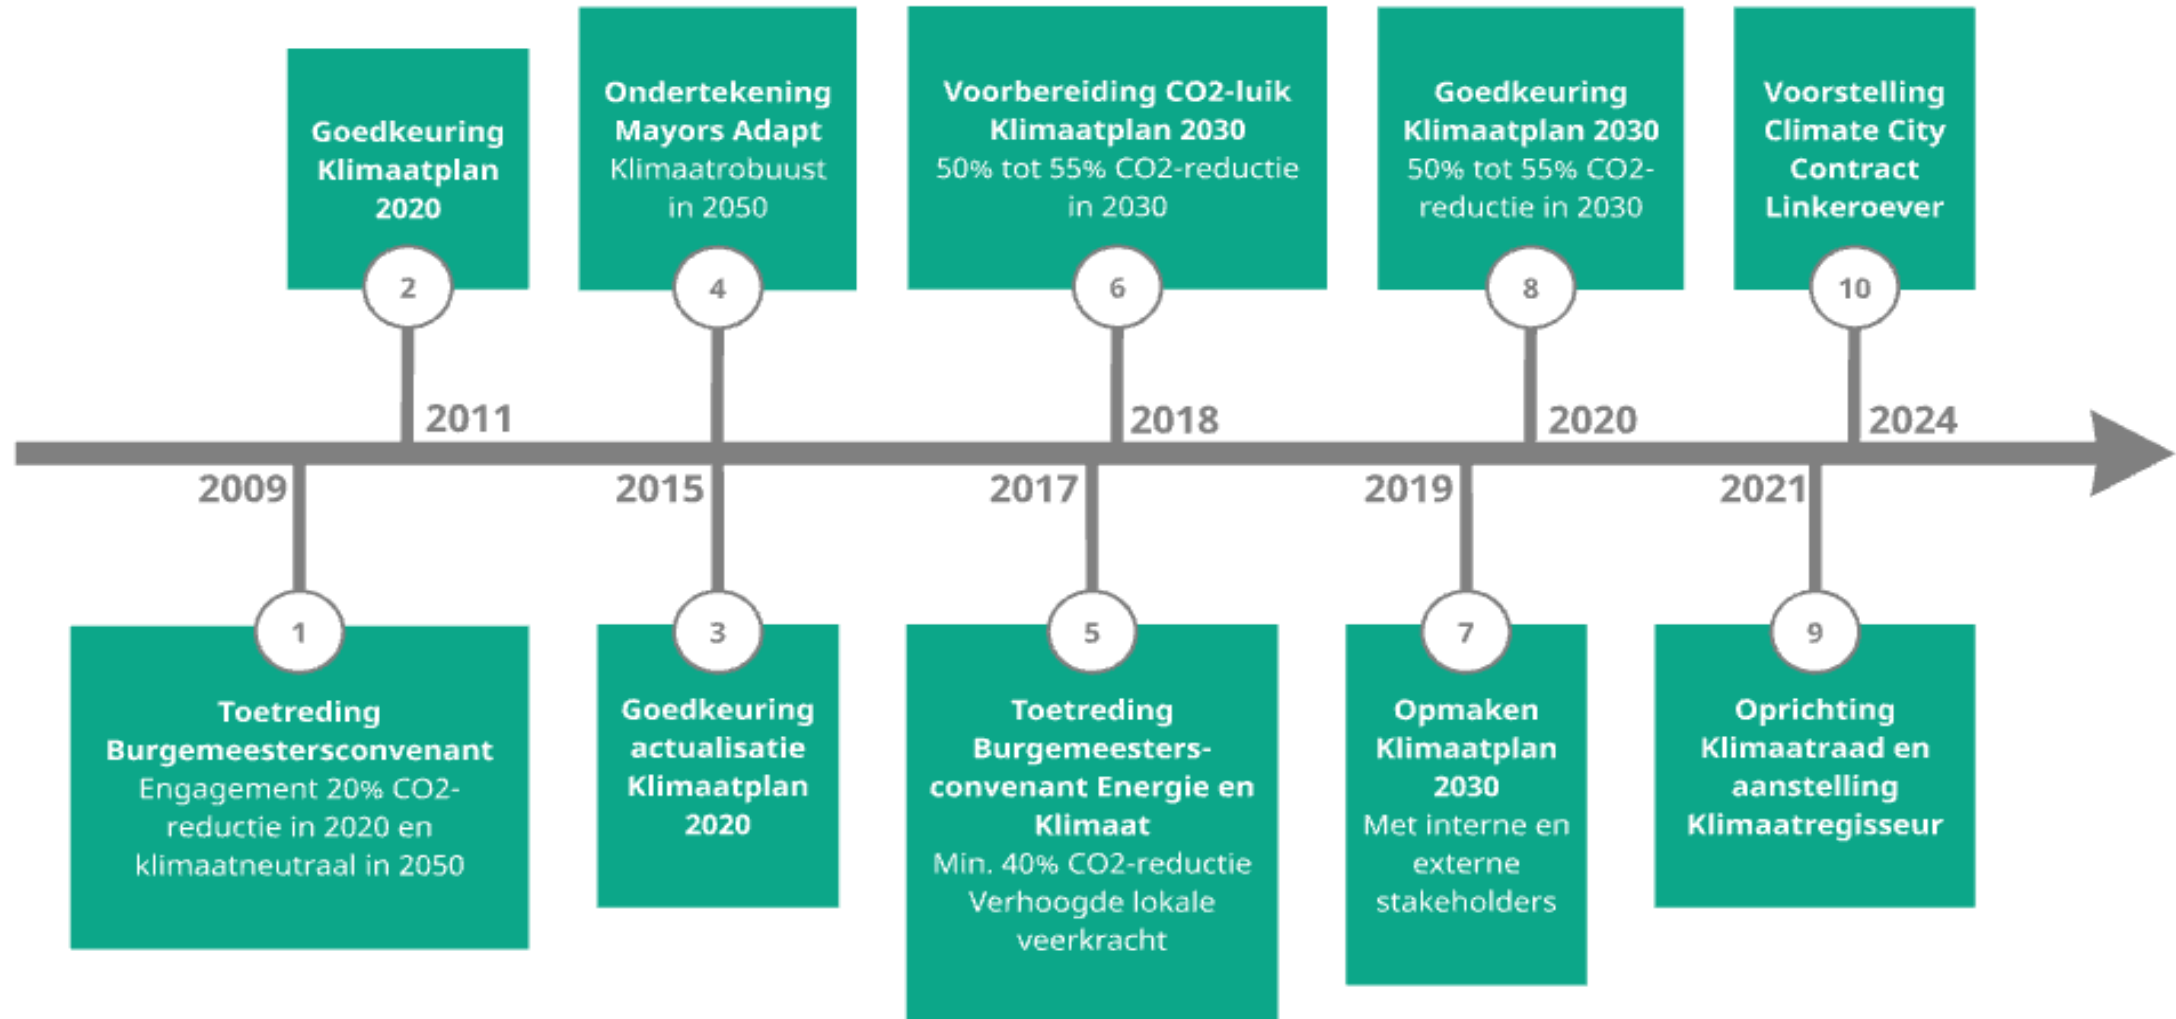 Goedkeuring
Klimaatplan
2020
2
2011
Ondertekening
Mayors Adapt
Klimaatrobuust
in 2050
4
Voorbereiding CO2-luik
Klimaatplan 2030
50% tot 55% CO2-reductie
in 2030
6
2018
Goedkeuring
Klimaatplan 2030
50% tot 55% CO2-
reductie in 2030
8
2020
Voorstelling
Climate City
Contract
Linkeroever
10
2024
2009
1
Toetreding
Burgemeestersconvenant
Engagement 20% CO2-
reductie in 2020 en
klimaatneutraal in 2050
2015
3
Goedkeuring
actualisatie
Klimaatplan
2020
2017
5
Toetreding
Burgemeesters-
convenant Energie en
Klimaat
Min. 40% CO2-reductie
Verhoogde lokale
veerkracht
2019
7
Opmaken
Klimaatplan
2030
Met interne en
externe
stakeholders
2021
9
Oprichting
Klimaatraad en
aanstelling
Klimaatregisseur